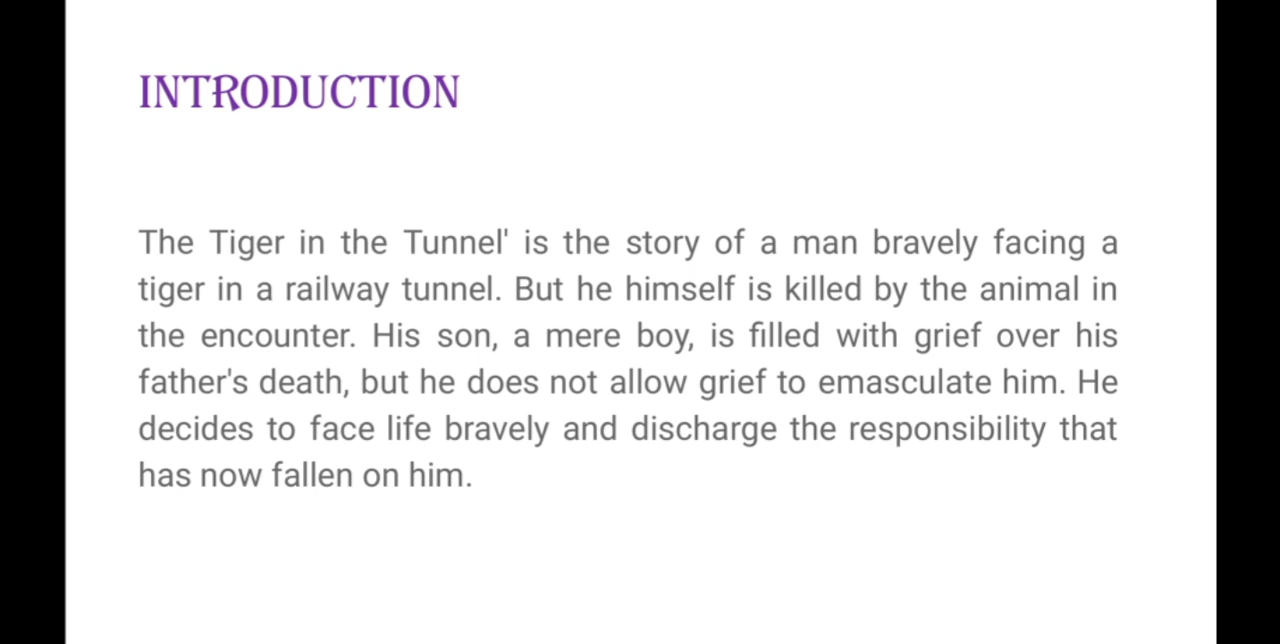 INTRODUCTION
The Tiger in the Tunnel' is the story of a man bravely facing a
tiger in a railway tunnel. But he himself is killed by the animal in
the encounter. His son, a mere boy, is filled with grief over his
father's death, but he does not allow grief to emasculate him. He
decides to face life bravely and discharge the responsibility that
has now fallen on him.